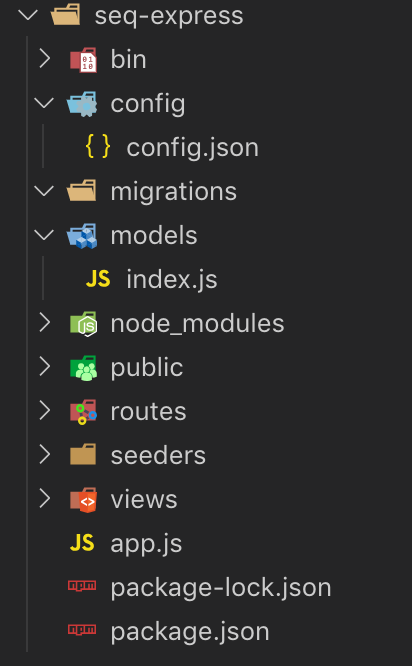 seq-express
bin
config
{ } config.json
migrations
models
JS index.js
node_modules
public
routes
seeders
views
JS app.js
package-lock.json
package.json